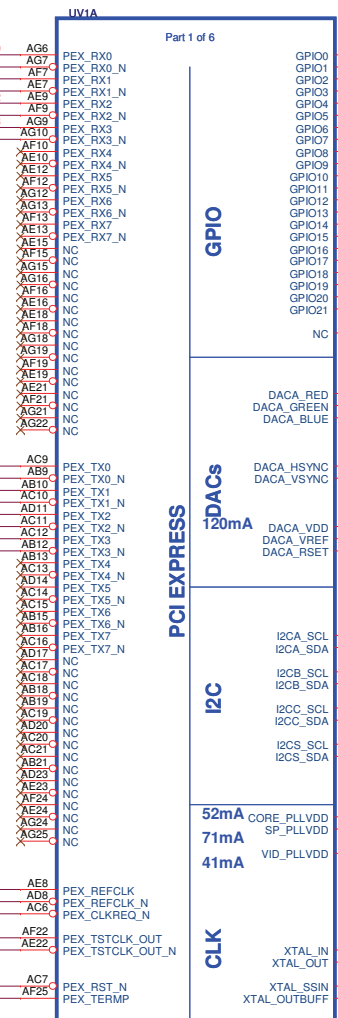 UV1A
Part 1 of 6
AG6 PEX_RX0 GPIO0
AG7 PEX_RX0_N GPIO1
AF7 PEX_RX1 GPIO2
AE7 PEX_RX1_N GPIO3
AE9 PEX_RX2 GPIO4
AF9 PEX_RX2_N GPIO5
AG9 PEX_RX3 GPIO6
AG10 PEX_RX3_N GPIO7
AF10 PEX_RX4 GPIO8
AE10 PEX_RX4_N GPIO9
AE12 PEX_RX5 GPIO10
AF12 PEX_RX5_N GPIO11
AG12 PEX_RX6 GPIO12
AG13 PEX_RX6_N GPIO13
AF13 PEX_RX7 GPIO14
AE13 PEX_RX7_N GPIO15
AE15 NC GPIO16
AF15 NC GPIO17
AG15 NC GPIO18
AG16 NC GPIO19
AF16 NC GPIO20
AE16 NC GPIO21
AE18 NC
AF18 NC NC
AG18 NC
AG19 NC
AF19 NC
AE19 NC
AE21 NC DACA_RED
AF21 NC DACA_GREEN
AG21 NC DACA_BLUE
AG22 NC
GPIO
AC9 PEX_TX0 DACA_HSYNC
AB9 PEX_TX0_N DACA_VSYNC
AB10 PEX_TX1
AC10 PEX_TX1_N
AD11 PEX_TX2
AC11 PEX_TX2_N DACA_VDD
AC12 PEX_TX3 DACA_VREF
AB12 PEX_TX3_N DACA_RSET
AB13 PEX_TX4
AC13 PEX_TX4_N
AD14 PEX_TX5
AC14 PEX_TX5_N
AC15 PEX_TX6
AB15 PEX_TX6_N
AB16 PEX_TX7 I2CA_SCL
AC16 PEX_TX7_N I2CA_SDA
AD17 NC
AC17 NC I2CB_SCL
AC18 NC I2CB_SDA
AB18 NC
AB19 NC I2CC_SCL
AC19 NC I2CC_SDA
AD20 NC
AC20 NC I2CS_SCL
AC21 NC I2CS_SDA
AB21 NC
AD23 NC
AE23 NC
AF24 NC
AE24 NC 52mA CORE_PLLVDD
AG24 NC 71mA SP_PLLVDD
AG25 NC
41mA VID_PLLVDD
PCI EXPRESS
DACs
120mA
I2C
AE8 PEX_REFCLK
AD8 PEX_REFCLK_N
AC6 PEX_CLKREQ_N
AF22 PEX_TSTCLK_OUT
AE22 PEX_TSTCLK_OUT_N XTAL_IN
XTAL_OUT
CLK
AC7 PEX_RST_N XTAL_SSIN
AF25 PEX_TERMP XTAL_OUTBUFF